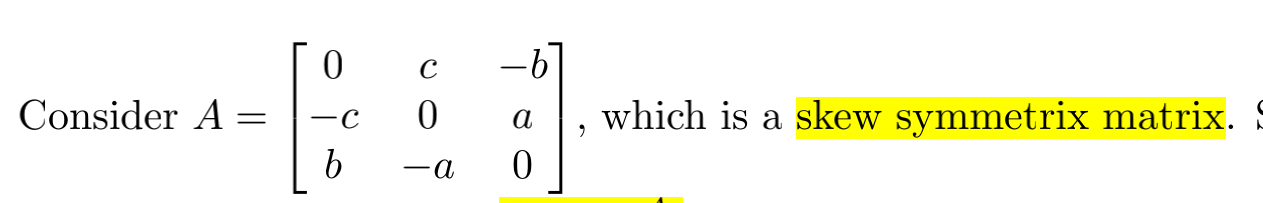 Consider A = [0 c −b; −c 0 a; b −a 0], which is a skew symmetrix matrix.